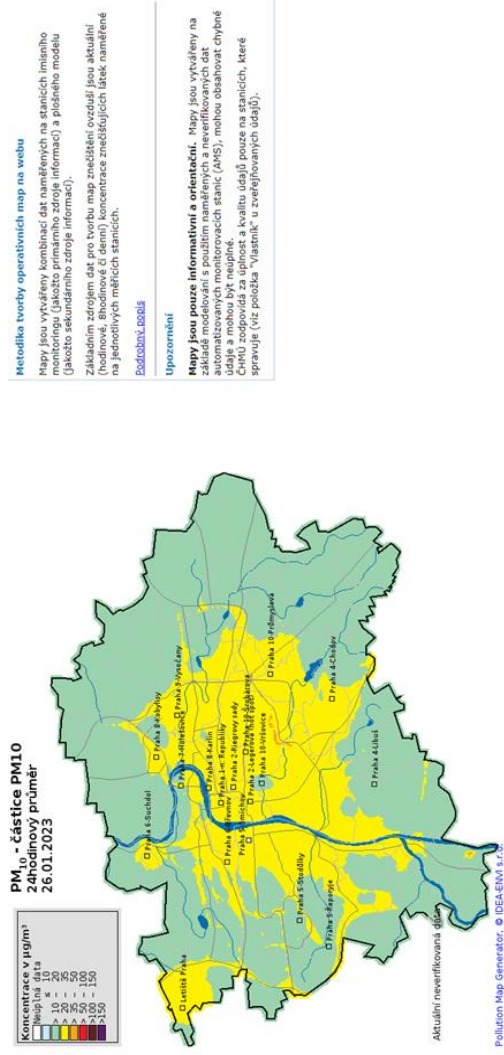 PM₁₀ - částice PM10
24hodinový průměr
26.01.2023
Koncentrace v µg/m³
Neúplná data
≤ 10
> 10 - 20
> 20 - 35
> 35 - 50
> 50 - 100
>100 - 150
>150
Letiště Praha
Praha 6-Suchdol
Praha 8-Kobylisy
Praha 9-Vysočany
Praha 7-Holešovice
Praha 8-Karlín
Praha 1-n. Republiky
Praha 2-Riegrovy sady
Praha 10-Šrobárova
Praha 2-Legerova
Praha 10-Vršovice
Praha 10-Průmyslová
Praha 5-Stodůlky
Praha 5-Řeporyje
Praha 4-Chodov
Praha 4-Libuš
Aktuální neverifikovaná data
Pollution Map Generator, © IDEA-ENVI s.r.o.
Metodika tvorby operativních map na webu
Mapy jsou vytvářeny kombinací dat naměřených na stanicích imisního
monitoringu (jakožto primárního zdroje informací) a plošného modelu
(jakožto sekundárního zdroje informací).
Základním zdrojem dat pro tvorbu map znečištění ovzduší jsou aktuální
(hodinové, 8hodinové či denní) koncentrace znečišťujících látek naměřené
na jednotlivých měřicích stanicích.
Podrobný popis
Upozornění
Mapy jsou pouze informativní a orientační. Mapy jsou vytvářeny na
základě modelování s použitím naměřených a neverifikovaných dat
automatizovaných monitorovacích stanic (AMS), mohou obsahovat chybné
údaje a mohou být neúplné.
ČHMÚ zodpovídá za úplnost a kvalitu údajů pouze na stanicích, které
spravuje (viz položka "Vlastník" u zveřejňovaných údajů).